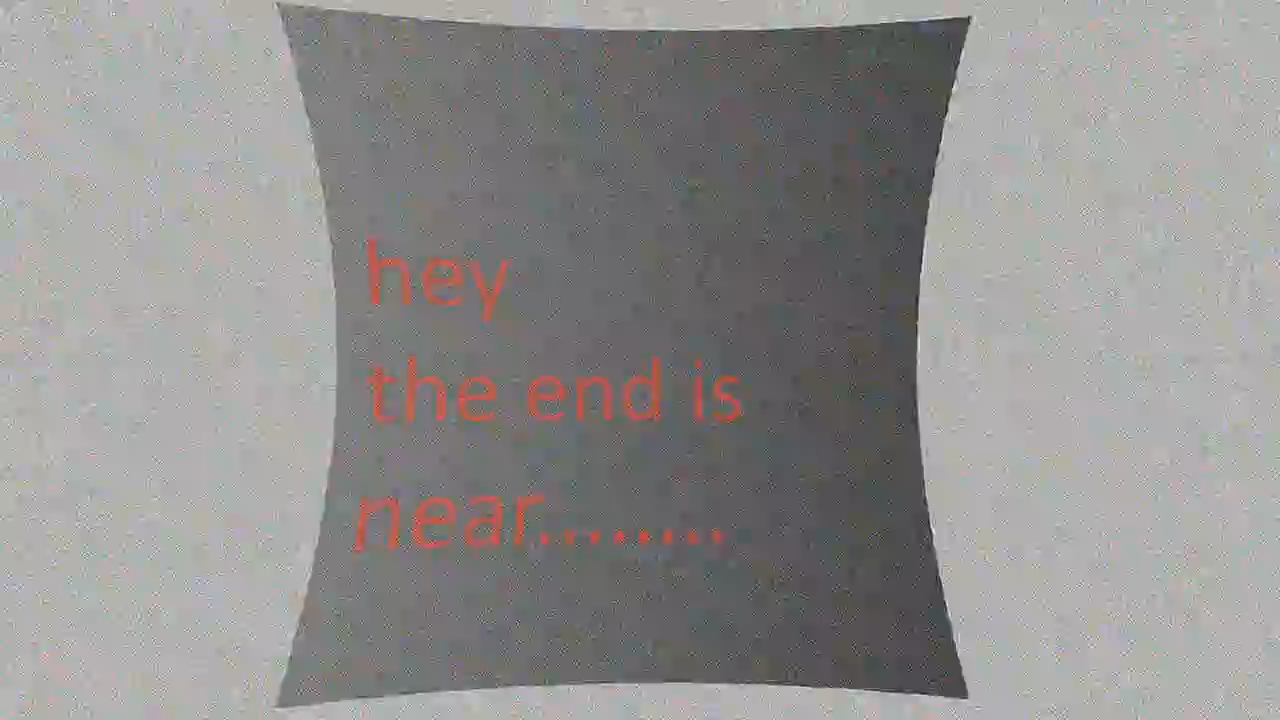 hey
the end is
near........